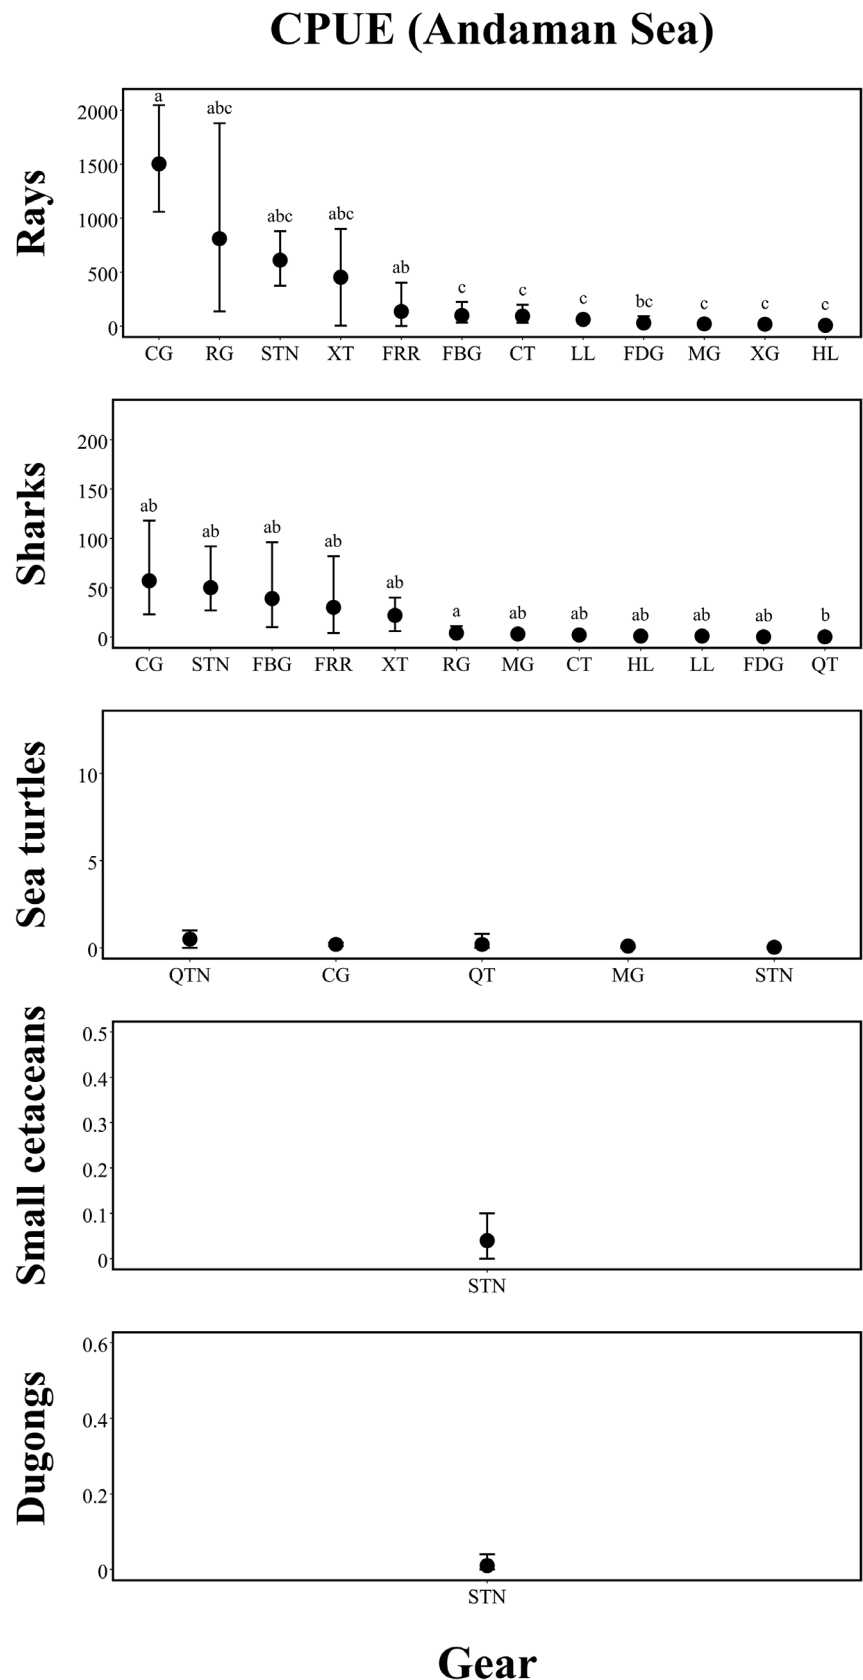 CPUE (Andaman Sea)
Rays
2000
1500
1000
500
0
a abc abc abc ab c c c bc c c c
CG RG STN XT FRR FBG CT LL FDG MG XG HL
Sharks
200
150
100
50
0
ab ab ab ab ab a ab ab ab ab ab b
CG STN FBG FRR XT RG MG CT HL LL FDG QT
Sea turtles
10
5
0
QTN CG QT MG STN
Small cetaceans
0.5
0.4
0.3
0.2
0.1
0
STN
Dugongs
0.6
0.4
0.2
0
STN
Gear